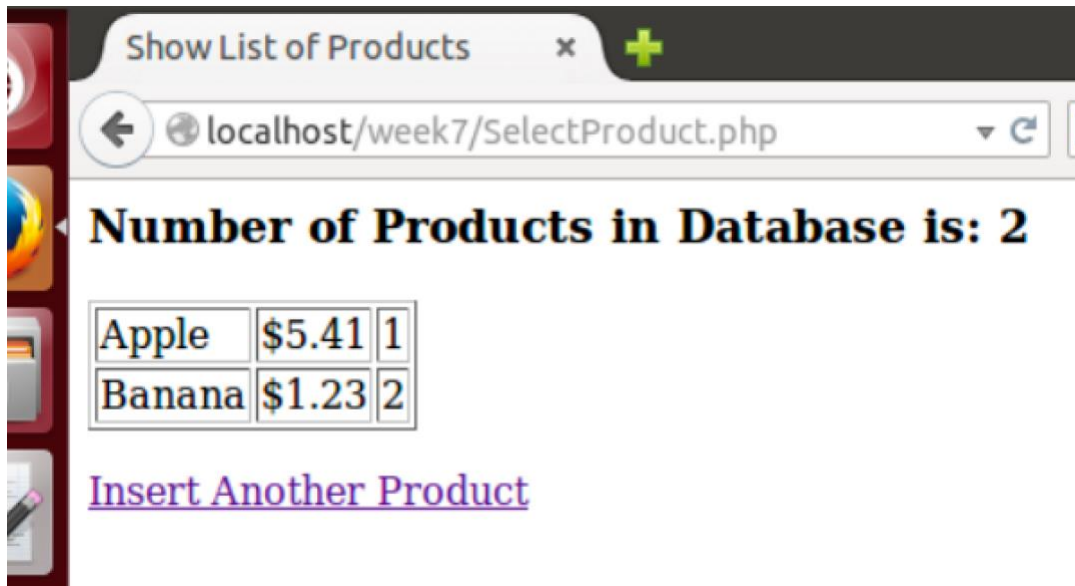 Show List of Products
localhost/week7/SelectProduct.php
Number of Products in Database is: 2
Apple $5.41 1
Banana $1.23 2
Insert Another Product